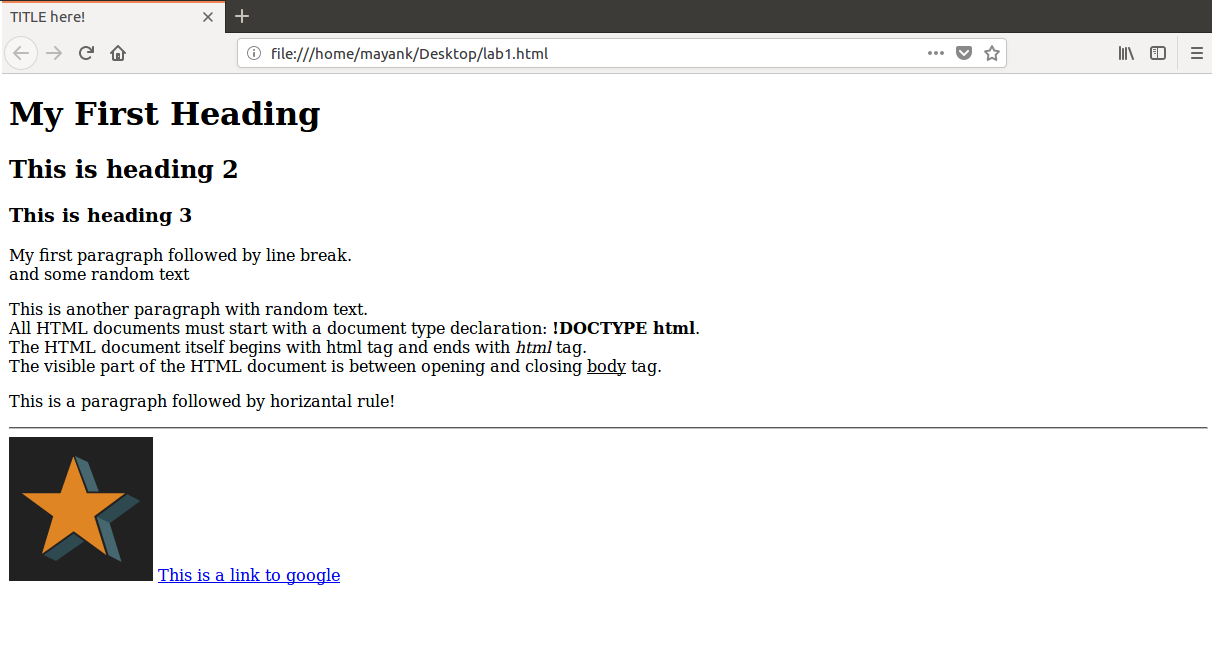 TITLE here!
file:///home/mayank/Desktop/lab1.html
My First Heading
This is heading 2
This is heading 3
My first paragraph followed by line break.
and some random text
This is another paragraph with random text.
All HTML documents must start with a document type declaration: !DOCTYPE html.
The HTML document itself begins with html tag and ends with html tag.
The visible part of the HTML document is between opening and closing body tag.
This is a paragraph followed by horizantal rule!
This is a link to google